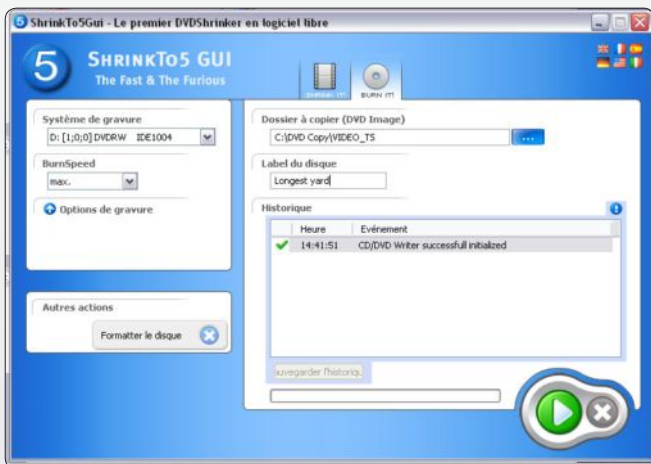 ShrinkTo5Gui - Le premier DVDShrinker en logiciel libre
5
SHRINKTO5 GUI
The Fast & The Furious
SHRINK IT!
BURN IT!
Système de gravure
D: [1;0;0] DVDRW IDE1004
BurnSpeed
max.
Options de gravure
Autres actions
Formatter le disque
Dossier à copier (DVD Image)
C:\DVD Copy\VIDEO_TS
...
Label du disque
Longest yard
Historique
Heure Evénement
14:41:51 CD/DVD Writer successfull initialized
auvegarder l'historiqu